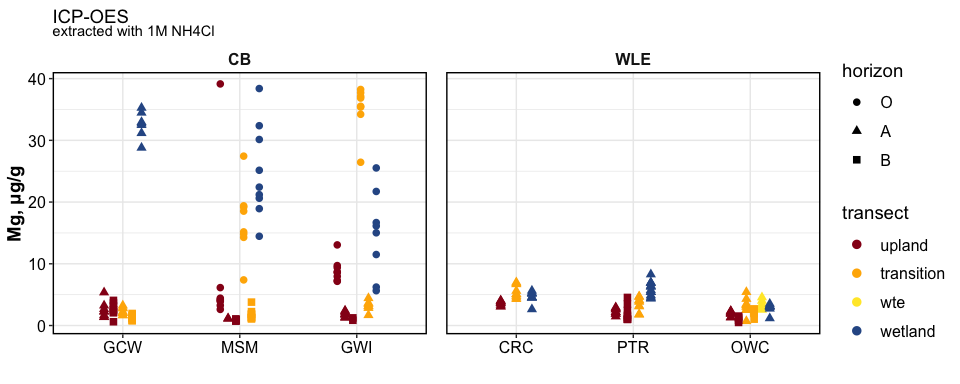 ICP-OES
extracted with 1M NH4Cl
CB
WLE
Mg, µg/g
40
30
20
10
0
GCW
MSM
GWI
CRC
PTR
OWC
horizon
O
A
B
transect
upland
transition
wte
wetland